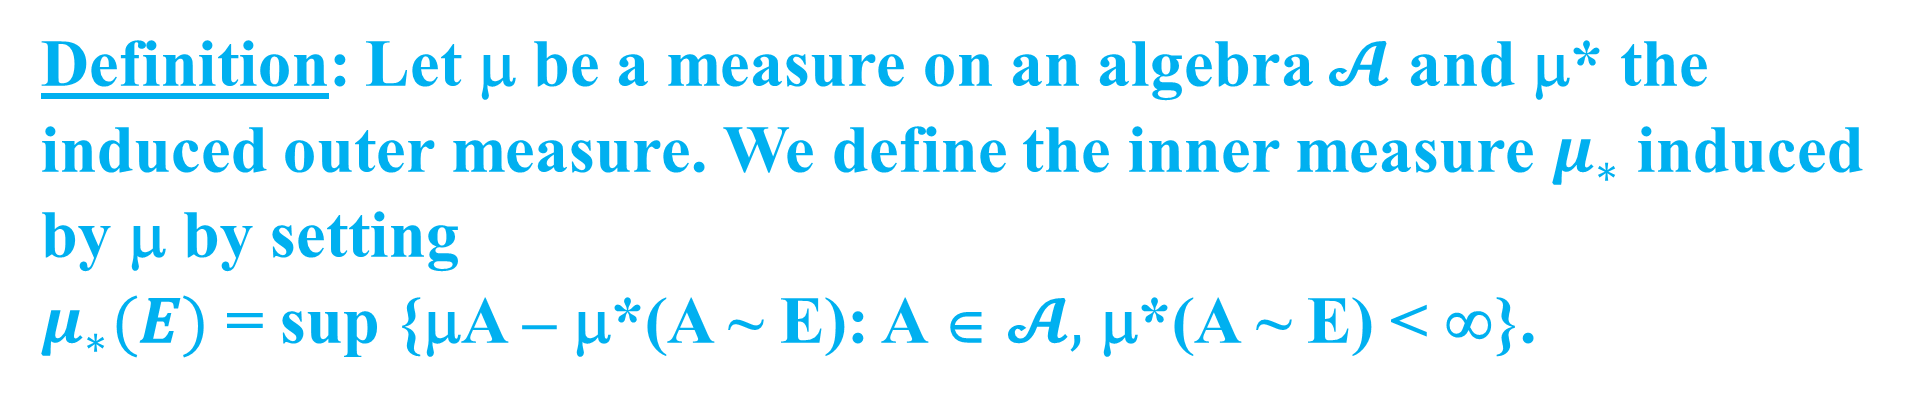 Definition: Let μ be a measure on an algebra 𝓐 and μ* the
induced outer measure. We define the inner measure 𝝁∗ induced
by μ by setting
𝝁∗(𝑬) = sup {μA – μ*(A ~ E): A ∈ 𝓐, μ*(A ~ E) < ∞}.